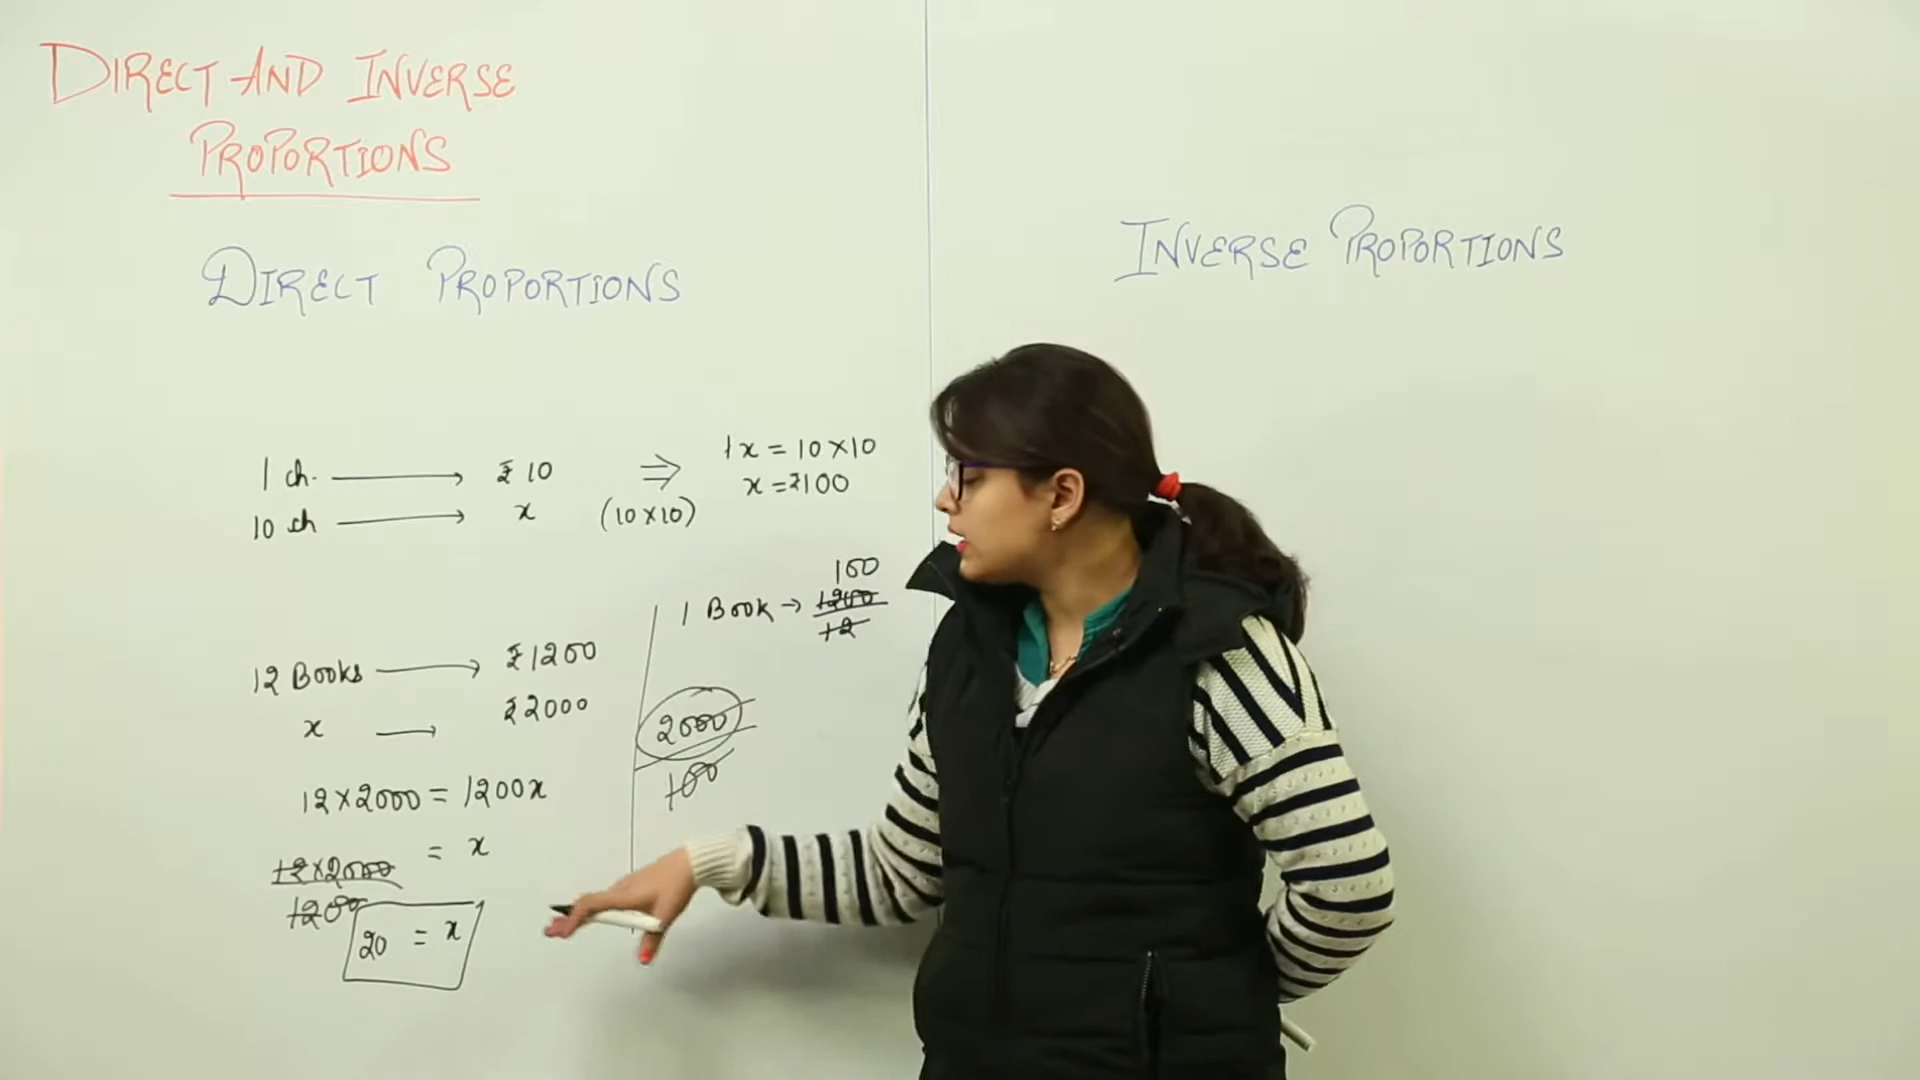 DIRECT AND INVERSE
PROPORTIONS
DIRECT PROPORTIONS
1 ch. → ₹10 ⇒ 1x = 10×10
x = ₹100
10 ch → x (10×10)
12 Books → ₹1200
x → ₹2000
12×2000 = 1200x
12×2000 = x
1200
20 = x
1 Book → 1200
12
100
2000
100
INVERSE PROPORTIONS